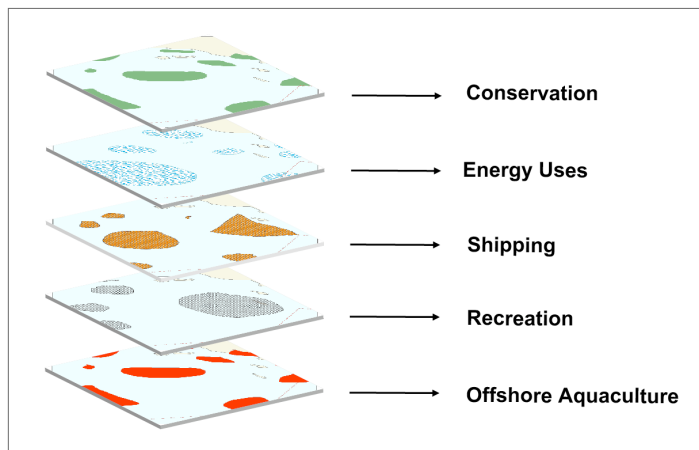 Conservation
Energy Uses
Shipping
Recreation
Offshore Aquaculture